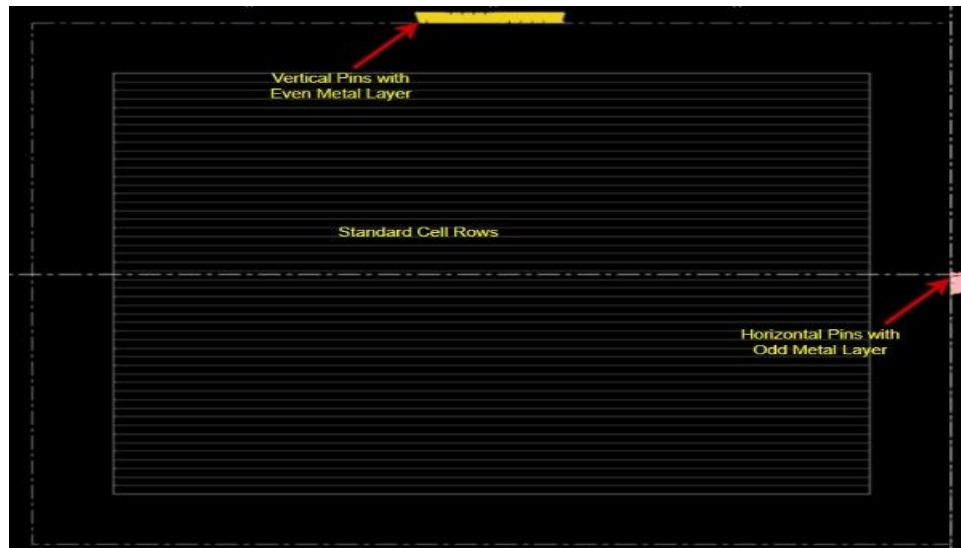 Vertical Pins with
Even Metal Layer
Standard Cell Rows
Horizontal Pins with
Odd Metal Layer